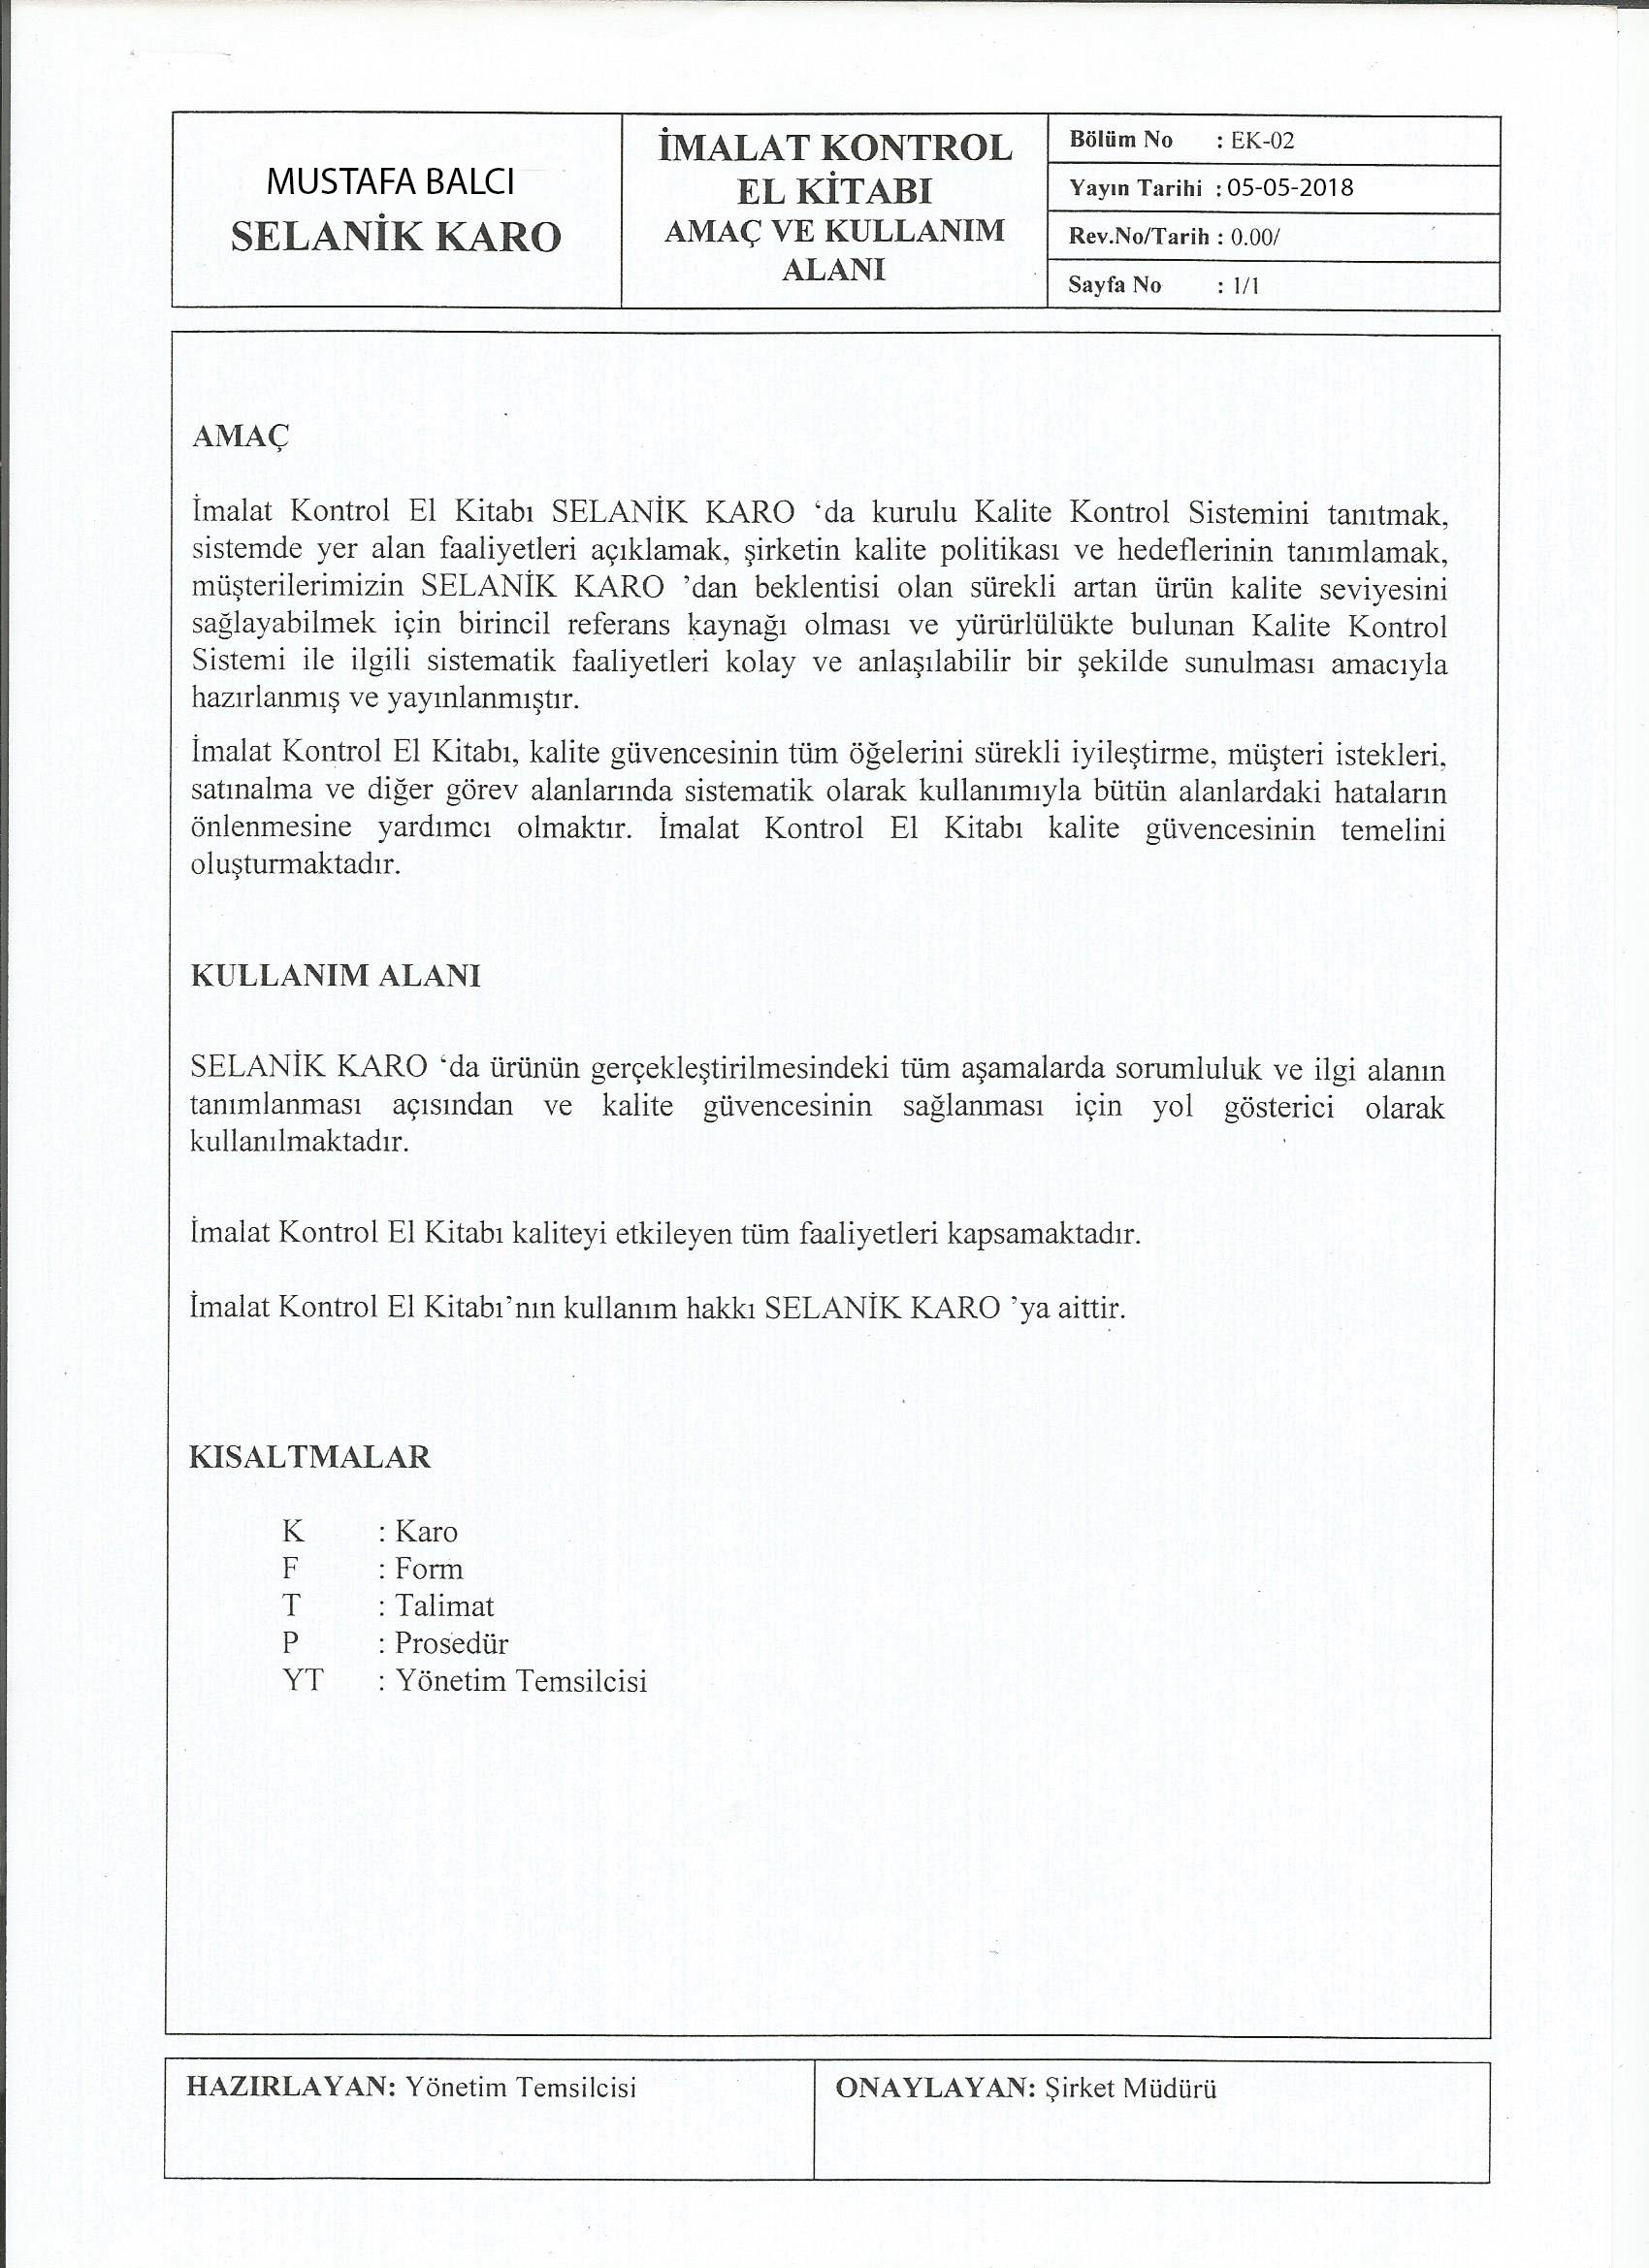 MUSTAFA BALCI
SELANİK KARO
İMALAT KONTROL
EL KİTABI
AMAÇ VE KULLANIM
ALANI
Bölüm No : EK-02
Yayın Tarihi : 05-05-2018
Rev.No/Tarih : 0.00/
Sayfa No : 1/1
AMAÇ
İmalat Kontrol El Kitabı SELANİK KARO ‘da kurulu Kalite Kontrol Sistemini tanıtmak,
sistemde yer alan faaliyetleri açıklamak, şirketin kalite politikası ve hedeflerinin tanımlamak,
müşterilerimizin SELANİK KARO ’dan beklentisi olan sürekli artan ürün kalite seviyesini
sağlayabilmek için birincil referans kaynağı olması ve yürürlülükte bulunan Kalite Kontrol
Sistemi ile ilgili sistematik faaliyetleri kolay ve anlaşılabilir bir şekilde sunulması amacıyla
hazırlanmış ve yayınlanmıştır.
İmalat Kontrol El Kitabı, kalite güvencesinin tüm öğelerini sürekli iyileştirme, müşteri istekleri,
satınalma ve diğer görev alanlarında sistematik olarak kullanımıyla bütün alanlardaki hataların
önlenmesine yardımcı olmaktır. İmalat Kontrol El Kitabı kalite güvencesinin temelini
oluşturmaktadır.
KULLANIM ALANI
SELANİK KARO ‘da ürünün gerçekleştirilmesindeki tüm aşamalarda sorumluluk ve ilgi alanın
tanımlanması açısından ve kalite güvencesinin sağlanması için yol gösterici olarak
kullanılmaktadır.
İmalat Kontrol El Kitabı kaliteyi etkileyen tüm faaliyetleri kapsamaktadır.
İmalat Kontrol El Kitabı’nın kullanım hakkı SELANİK KARO ’ya aittir.
KISALTMALAR
K : Karo
F : Form
T : Talimat
P : Prosedür
YT : Yönetim Temsilcisi
HAZIRLAYAN: Yönetim Temsilcisi
ONAYLAYAN: Şirket Müdürü